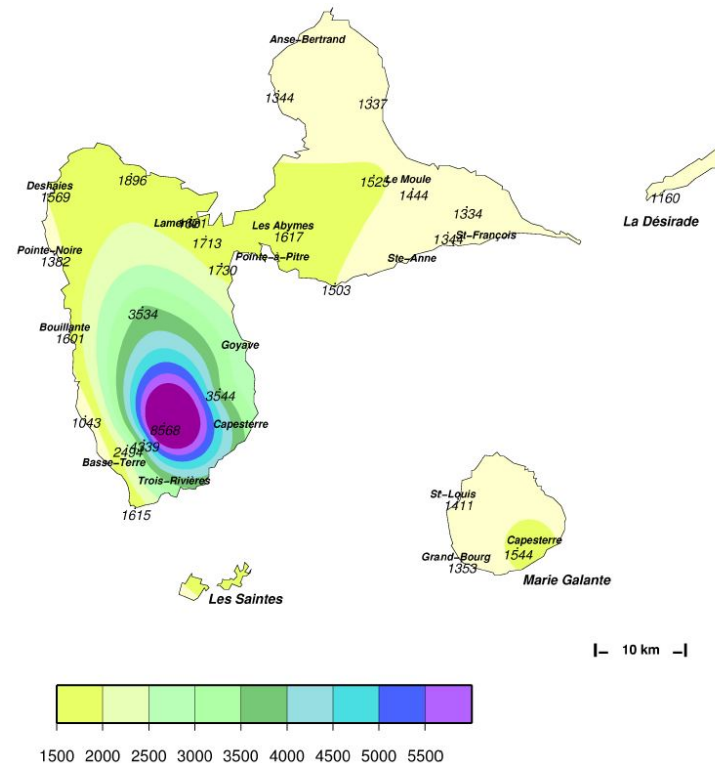 Anse-Bertrand
1344
1337
Deshaies
1569
1896
1525
Le Moule
1444
1160
La Désirade
1334
St-François
1344
Les Abymes
1617
1713
Pointe-Noire
1382
1730
Pointe-à-Pitre
Ste-Anne
1503
3534
Bouillante
1601
Goyave
3544
1043
8568
Capesterre
4339
2494
Basse-Terre
Trois-Rivières
1615
St-Louis
1411
Capesterre
1544
Grand-Bourg
1353
Marie Galante
Les Saintes
10 km
1500 2000 2500 3000 3500 4000 4500 5000 5500